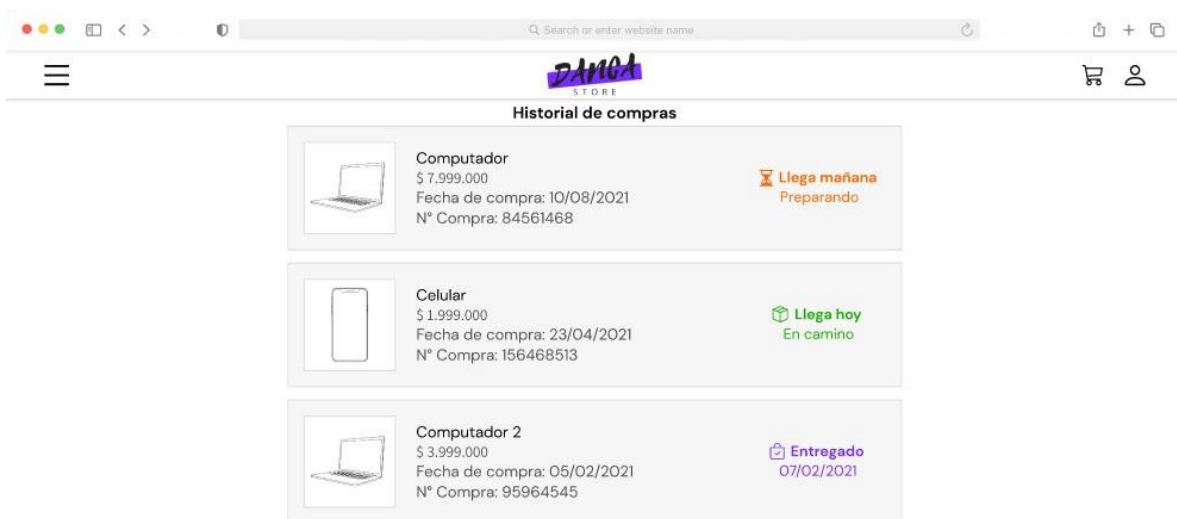 Search or enter website name
DANCA
STORE
Historial de compras
Computador
$ 7.999.000
Fecha de compra: 10/08/2021
N° Compra: 84561468
Llega mañana
Preparando
Celular
$ 1.999.000
Fecha de compra: 23/04/2021
N° Compra: 156468513
Llega hoy
En camino
Computador 2
$ 3.999.000
Fecha de compra: 05/02/2021
N° Compra: 95964545
Entregado
07/02/2021